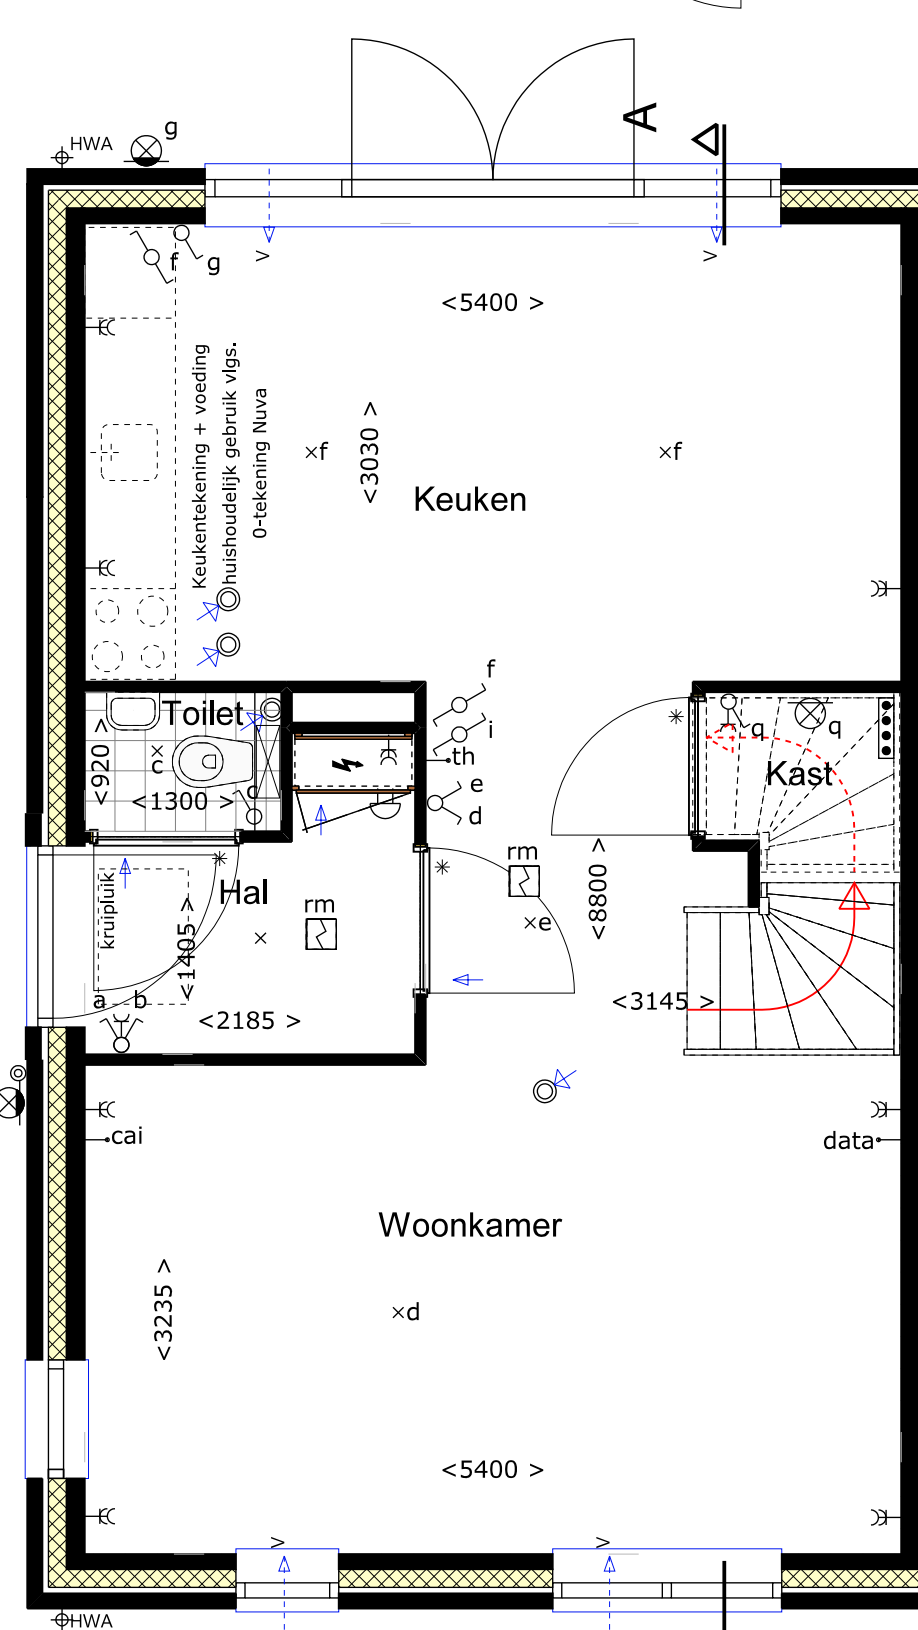 A
g
HWA
f
g
v
v
<5400 >
Keukentekening + voeding
huishoudelijk gebruik vlgs.
0-tekening Nuva
×f
<3030 >
×f
Keuken
f
i
th
e
d
Toilet
<920 >
c
<1300 >
c
q
q
Kast
rm
Hal
kruipluik
<1405 >
rm
×e
<8800 >
a
b
<2185 >
<3145 >
cai
data
Woonkamer
<3235 >
×d
<5400 >
v
v
HWA